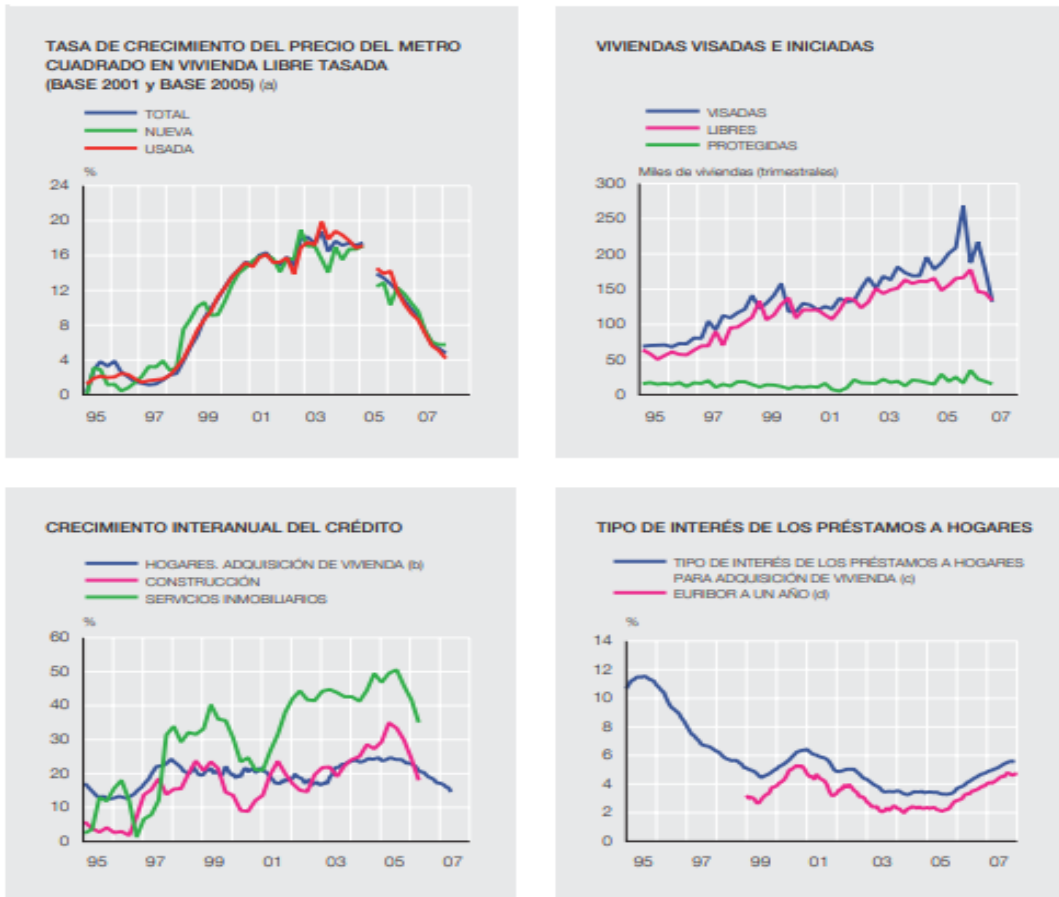 TASA DE CRECIMIENTO DEL PRECIO DEL METRO
CUADRADO EN VIVIENDA LIBRE TASADA
(BASE 2001 y BASE 2005) (a)
TOTAL
NUEVA
USADA
%
24
20
16
12
8
4
0
95 97 99 01 03 05 07
VIVIENDAS VISADAS E INICIADAS
VISADAS
LIBRES
PROTEGIDAS
Miles de viviendas (trimestrales)
300
250
200
150
100
50
0
95 97 99 01 03 05 07
CRECIMIENTO INTERANUAL DEL CRÉDITO
HOGARES. ADQUISICIÓN DE VIVIENDA (b)
CONSTRUCCIÓN
SERVICIOS INMOBILIARIOS
%
60
50
40
30
20
10
0
95 97 99 01 03 05 07
TIPO DE INTERÉS DE LOS PRÉSTAMOS A HOGARES
TIPO DE INTERÉS DE LOS PRÉSTAMOS A HOGARES
PARA ADQUISICIÓN DE VIVIENDA (c)
EURIBOR A UN AÑO (d)
%
14
12
10
8
6
4
2
0
95 97 99 01 03 05 07